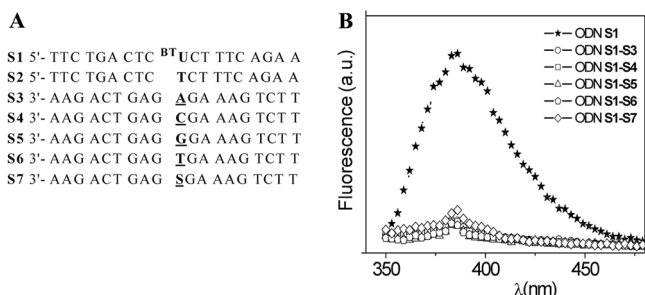 A
S1 5'- TTC TGA CTC BTUCT TTC AGA A
S2 5'- TTC TGA CTC TCT TTC AGA A
S3 3'- AAG ACT GAG AGA AAG TCT T
S4 3'- AAG ACT GAG CGA AAG TCT T
S5 3'- AAG ACT GAG GGA AAG TCT T
S6 3'- AAG ACT GAG TGA AAG TCT T
S7 3'- AAG ACT GAG SGA AAG TCT T
B
Fluorescence (a.u.)
ODN S1
ODN S1-S3
ODN S1-S4
ODN S1-S5
ODN S1-S6
ODN S1-S7
350 400 450
λ(nm)